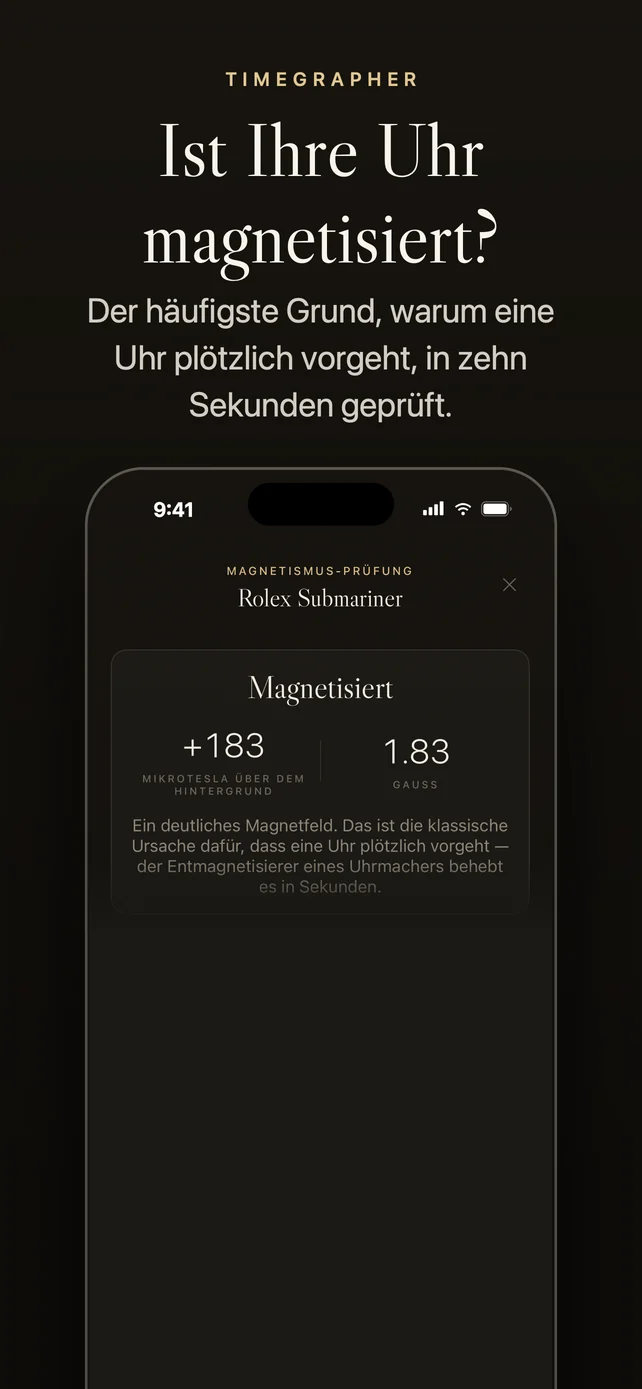 TIMEGRAPHER
Ist Ihre Uhr
magnetisiert?
Der häufigste Grund, warum eine
Uhr plötzlich vorgeht, in zehn
Sekunden geprüft.
9:41
MAGNETISMUS-PRÜFUNG
Rolex Submariner
Magnetisiert
+183
MIKROTESLA ÜBER DEM
HINTERGRUND
1.83
GAUSS
Ein deutliches Magnetfeld. Das ist die klassische
Ursache dafür, dass eine Uhr plötzlich vorgeht —
der Entmagnetisierer eines Uhrmachers behebt
es in Sekunden.